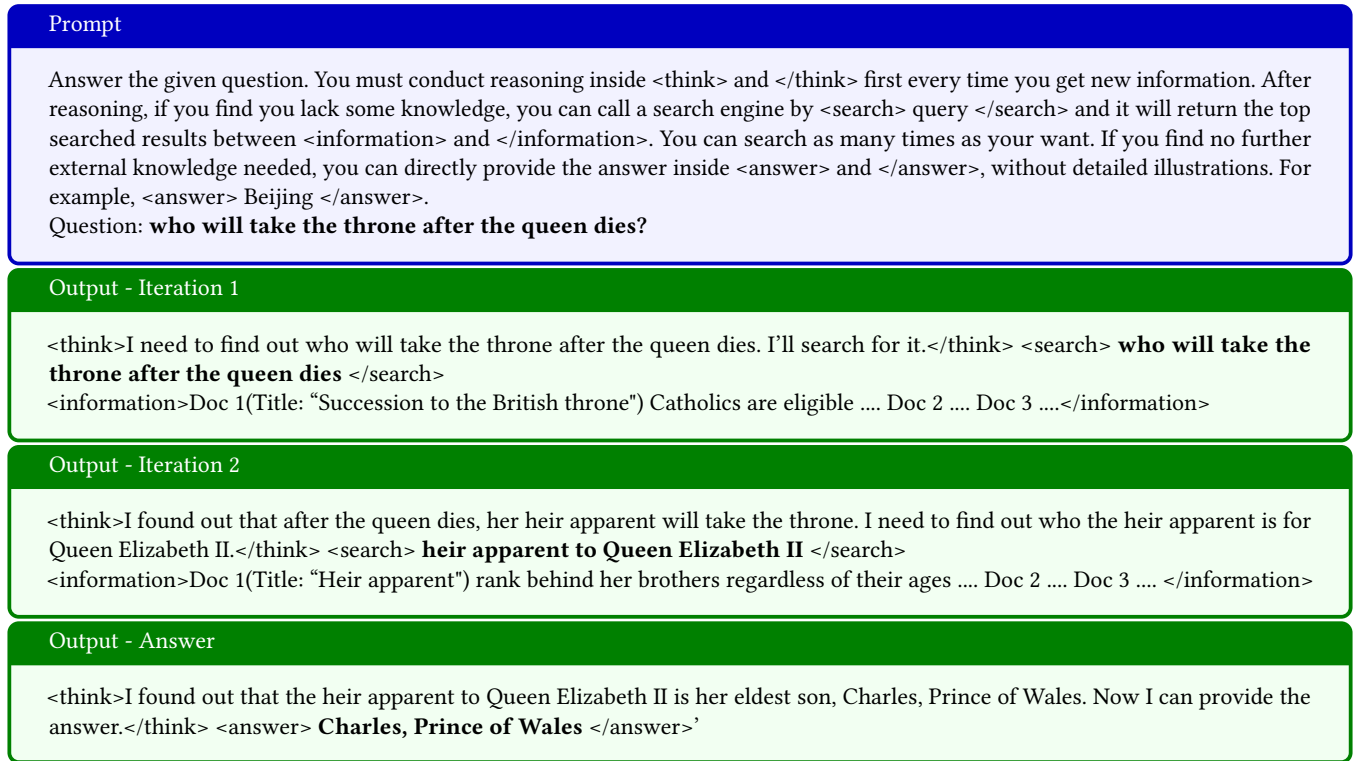 Prompt
Answer the given question. You must conduct reasoning inside <think> and </think> first every time you get new information. After
reasoning, if you find you lack some knowledge, you can call a search engine by <search> query </search> and it will return the top
searched results between <information> and </information>. You can search as many times as your want. If you find no further
external knowledge needed, you can directly provide the answer inside <answer> and </answer>, without detailed illustrations. For
example, <answer> Beijing </answer>.
Question: who will take the throne after the queen dies?
Output - Iteration 1
<think>I need to find out who will take the throne after the queen dies. I’ll search for it.</think> <search> who will take the
throne after the queen dies </search>
<information>Doc 1(Title: “Succession to the British throne") Catholics are eligible .... Doc 2 .... Doc 3 ....</information>
Output - Iteration 2
<think>I found out that after the queen dies, her heir apparent will take the throne. I need to find out who the heir apparent is for
Queen Elizabeth II.</think> <search> heir apparent to Queen Elizabeth II </search>
<information>Doc 1(Title: “Heir apparent") rank behind her brothers regardless of their ages .... Doc 2 .... Doc 3 .... </information>
Output - Answer
<think>I found out that the heir apparent to Queen Elizabeth II is her eldest son, Charles, Prince of Wales. Now I can provide the
answer.</think> <answer> Charles, Prince of Wales </answer>’